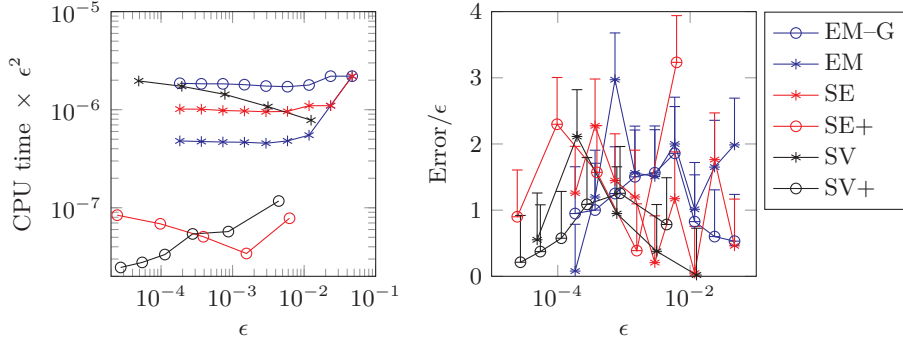 10⁻⁵
10⁻⁶
10⁻⁷
10⁻⁴
10⁻³
10⁻²
10⁻¹
ϵ
CPU time × ϵ²
4
3
2
1
0
10⁻⁴
10⁻²
ϵ
Error/ϵ
EM–G
EM
SE
SE+
SV
SV+